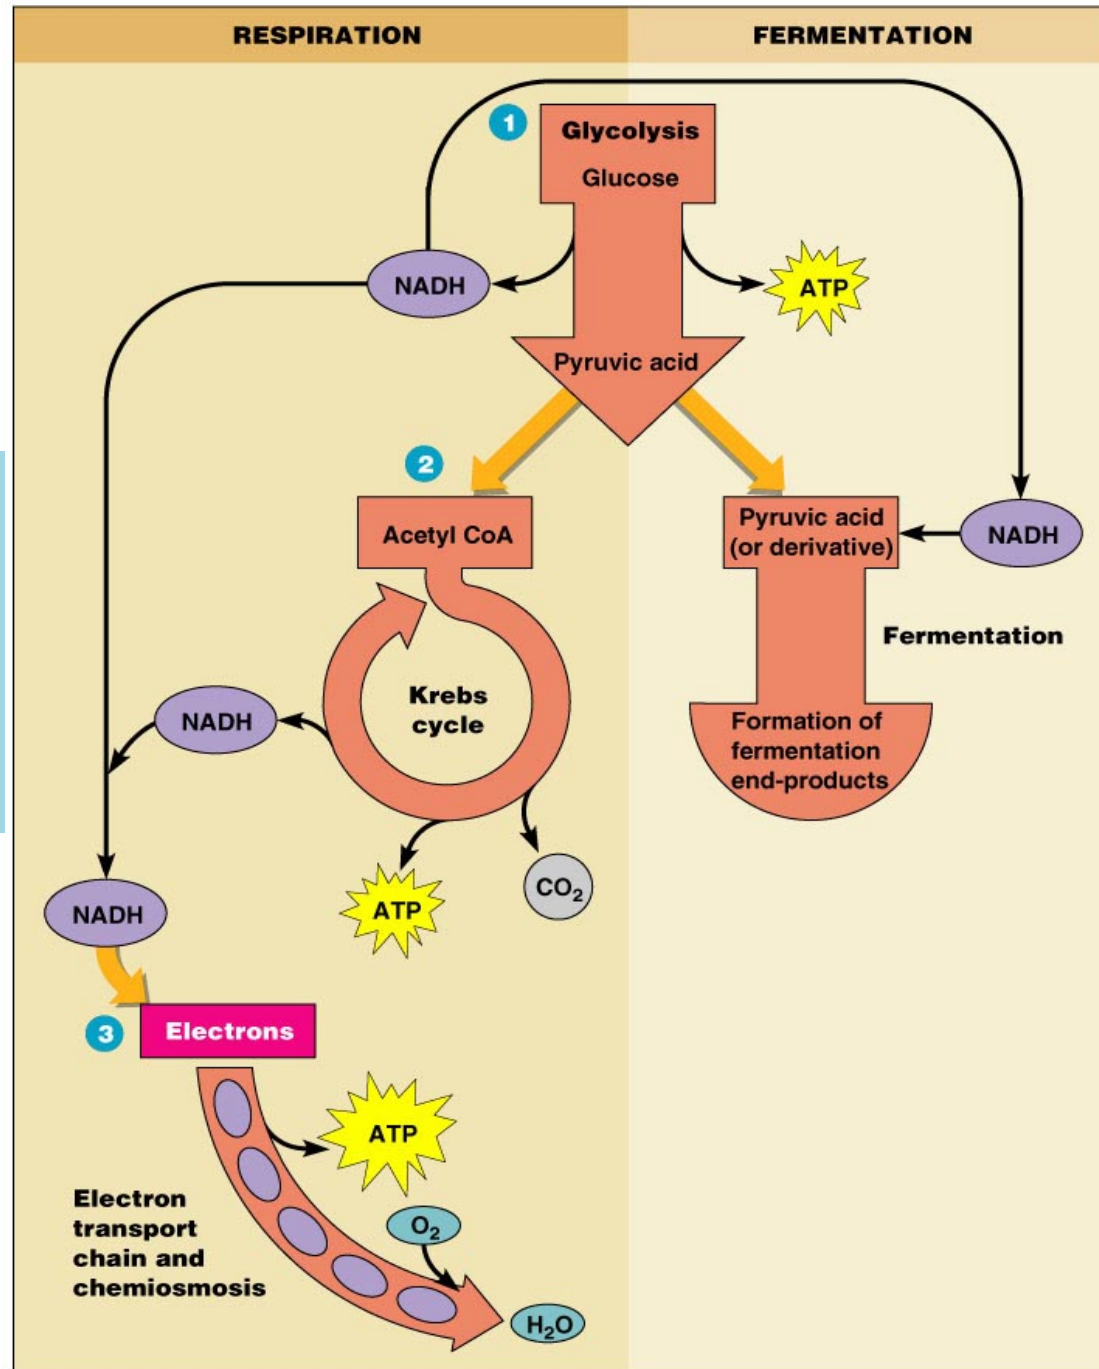 RESPIRATION
FERMENTATION
1
Glycolysis
Glucose
NADH
ATP
Pyruvic acid
2
Acetyl CoA
Pyruvic acid
(or derivative)
NADH
Fermentation
Krebs
cycle
NADH
Formation of
fermentation
end-products
NADH
ATP
CO₂
3
Electrons
ATP
Electron
transport
chain and
chemiosmosis
O₂
H₂O